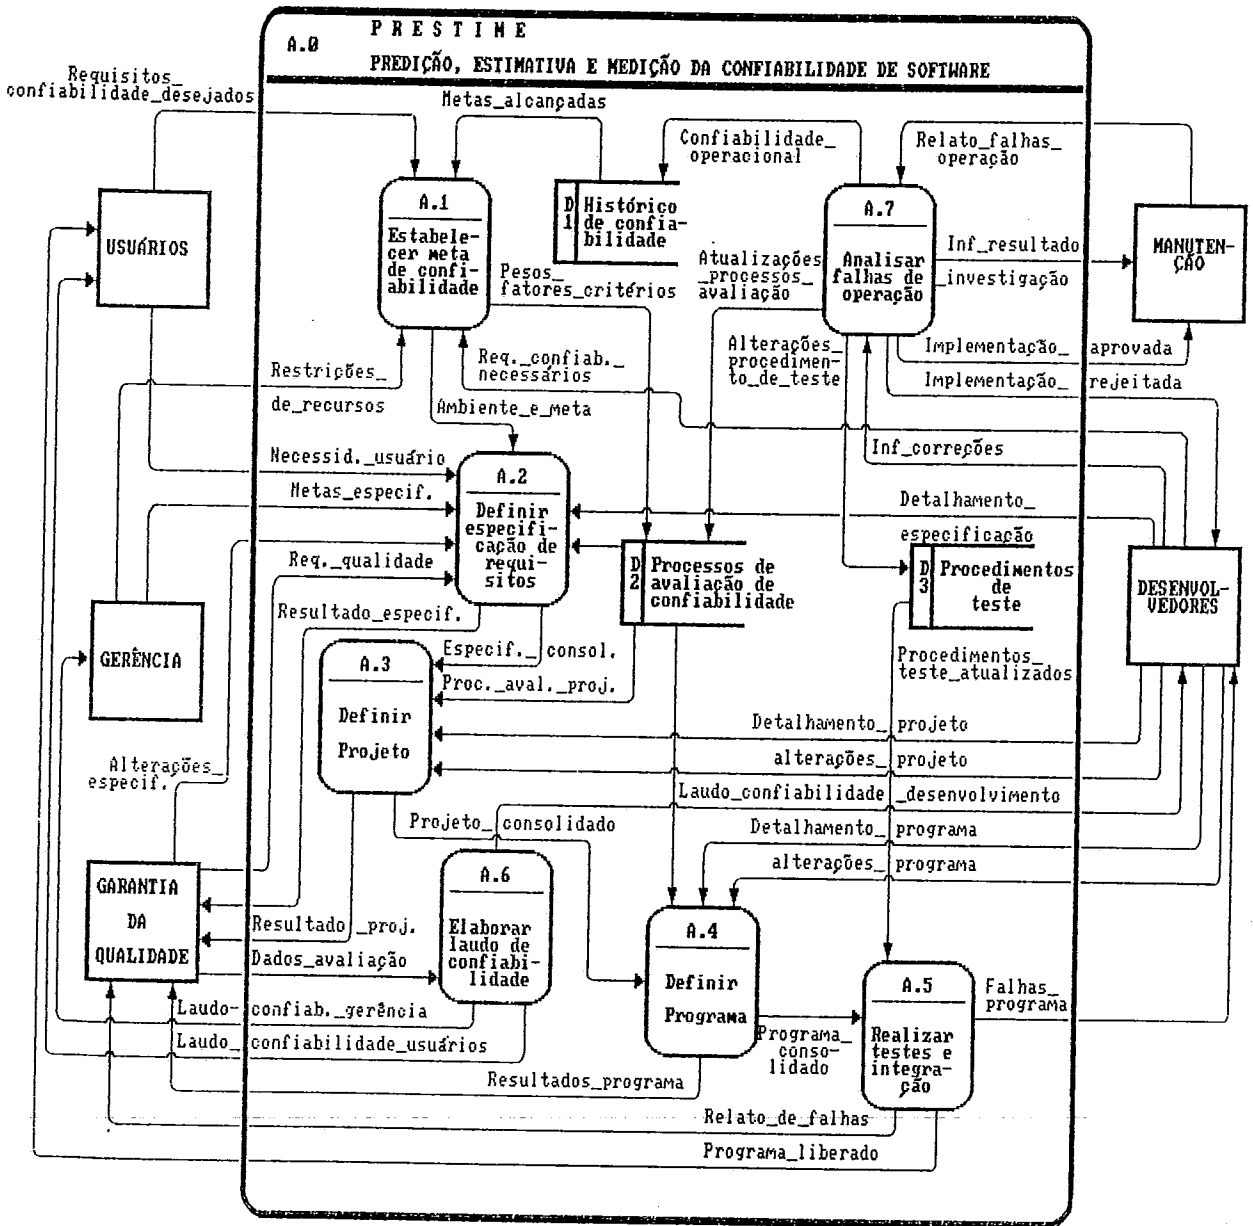 A.0
P R E S T I M E
PREDIÇÃO, ESTIMATIVA E MEDIÇÃO DA CONFIABILIDADE DE SOFTWARE
Requisitos_
confiabilidade_desejados
Metas_alcançadas
Confiabilidade_
operacional
Relato_falhas_
operação
USUÁRIOS
A.1
Estabele-
cer meta
de confi-
abilidade
D
1
Histórico
de confia-
bilidade
A.7
Analisar
falhas de
operação
MANUTEN-
ÇÃO
Inf_resultado
_investigação
Pesos_
fatores_critérios
Atualizações
_processos_
avaliação
Alterações_
procedimen-
to_de_teste
Implementação_ aprovada
Implementação_ rejeitada
Restrições_
de_recursos
Req._confiab._
necessários
Ambiente_e_meta
Inf_correções
Necessid._usuário
Metas_especif.
A.2
Definir
especifi-
cação de
requi-
sitos
Detalhamento_
especificação
Req._qualidade
Resultado_especif.
D
2
Processos de
avaliação de
confiabilidade
D
3
Procedimentos
de
teste
DESENVOL-
VEDORES
GERÊNCIA
Especif._ consol.
Proc._aval._proj.
A.3
Definir
Projeto
Procedimentos_
teste_atualizados
Detalhamento_ projeto
alterações_ projeto
Alterações_
especif.
Laudo_confiabilidade _desenvolvimento
Projeto_ consolidado
Detalhamento_ programa
alterações_ programa
GARANTIA
DA
QUALIDADE
A.6
Elaborar
laudo de
confiabi-
lidade
Resultado _proj.
Dados_avaliação
A.4
Definir
Programa
A.5
Realizar
testes e
integra-
ção
Falhas_
programa
Laudo- confiab._gerência
Laudo_ confiabilidade_usuários
Programa_
conso-
lidado
Resultados_programa
Relato_de_falhas
Programa_liberado